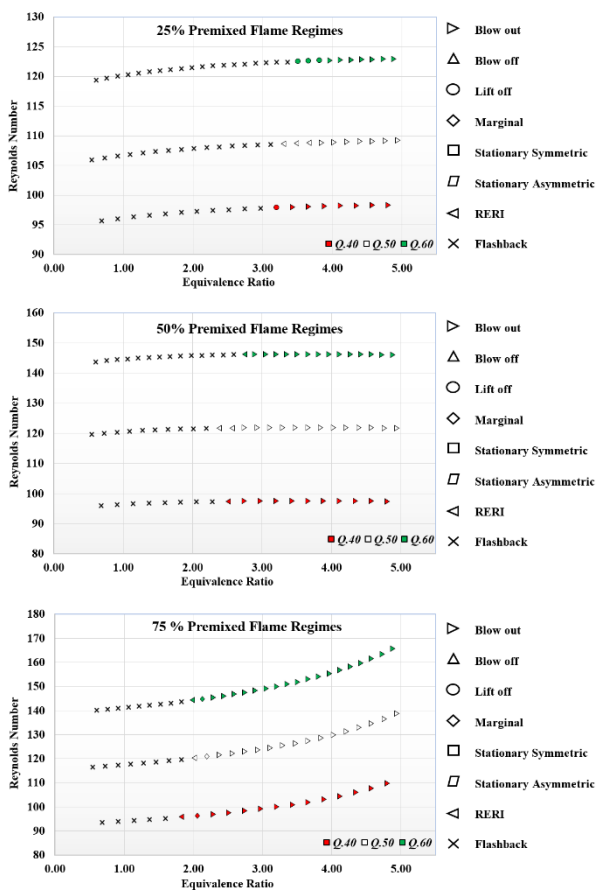 25% Premixed Flame Regimes
130
125
120
115
110
105
100
95
90
Reynolds Number
0.00 1.00 2.00 3.00 4.00 5.00
Equivalence Ratio
Q.40 Q.50 Q.60
Blow out
Blow off
Lift off
Marginal
Stationary Symmetric
Stationary Asymmetric
RERI
Flashback
50% Premixed Flame Regimes
160
150
140
130
120
110
100
90
80
Reynolds Number
0.00 1.00 2.00 3.00 4.00 5.00
Equivalence Ratio
Q.40 Q.50 Q.60
Blow out
Blow off
Lift off
Marginal
Stationary Symmetric
Stationary Asymmetric
RERI
Flashback
75 % Premixed Flame Regimes
180
170
160
150
140
130
120
110
100
90
80
Reynolds Number
0.00 1.00 2.00 3.00 4.00 5.00
Equivalence Ratio
Q.40 Q.50 Q.60
Blow out
Blow off
Lift off
Marginal
Stationary Symmetric
Stationary Asymmetric
RERI
Flashback